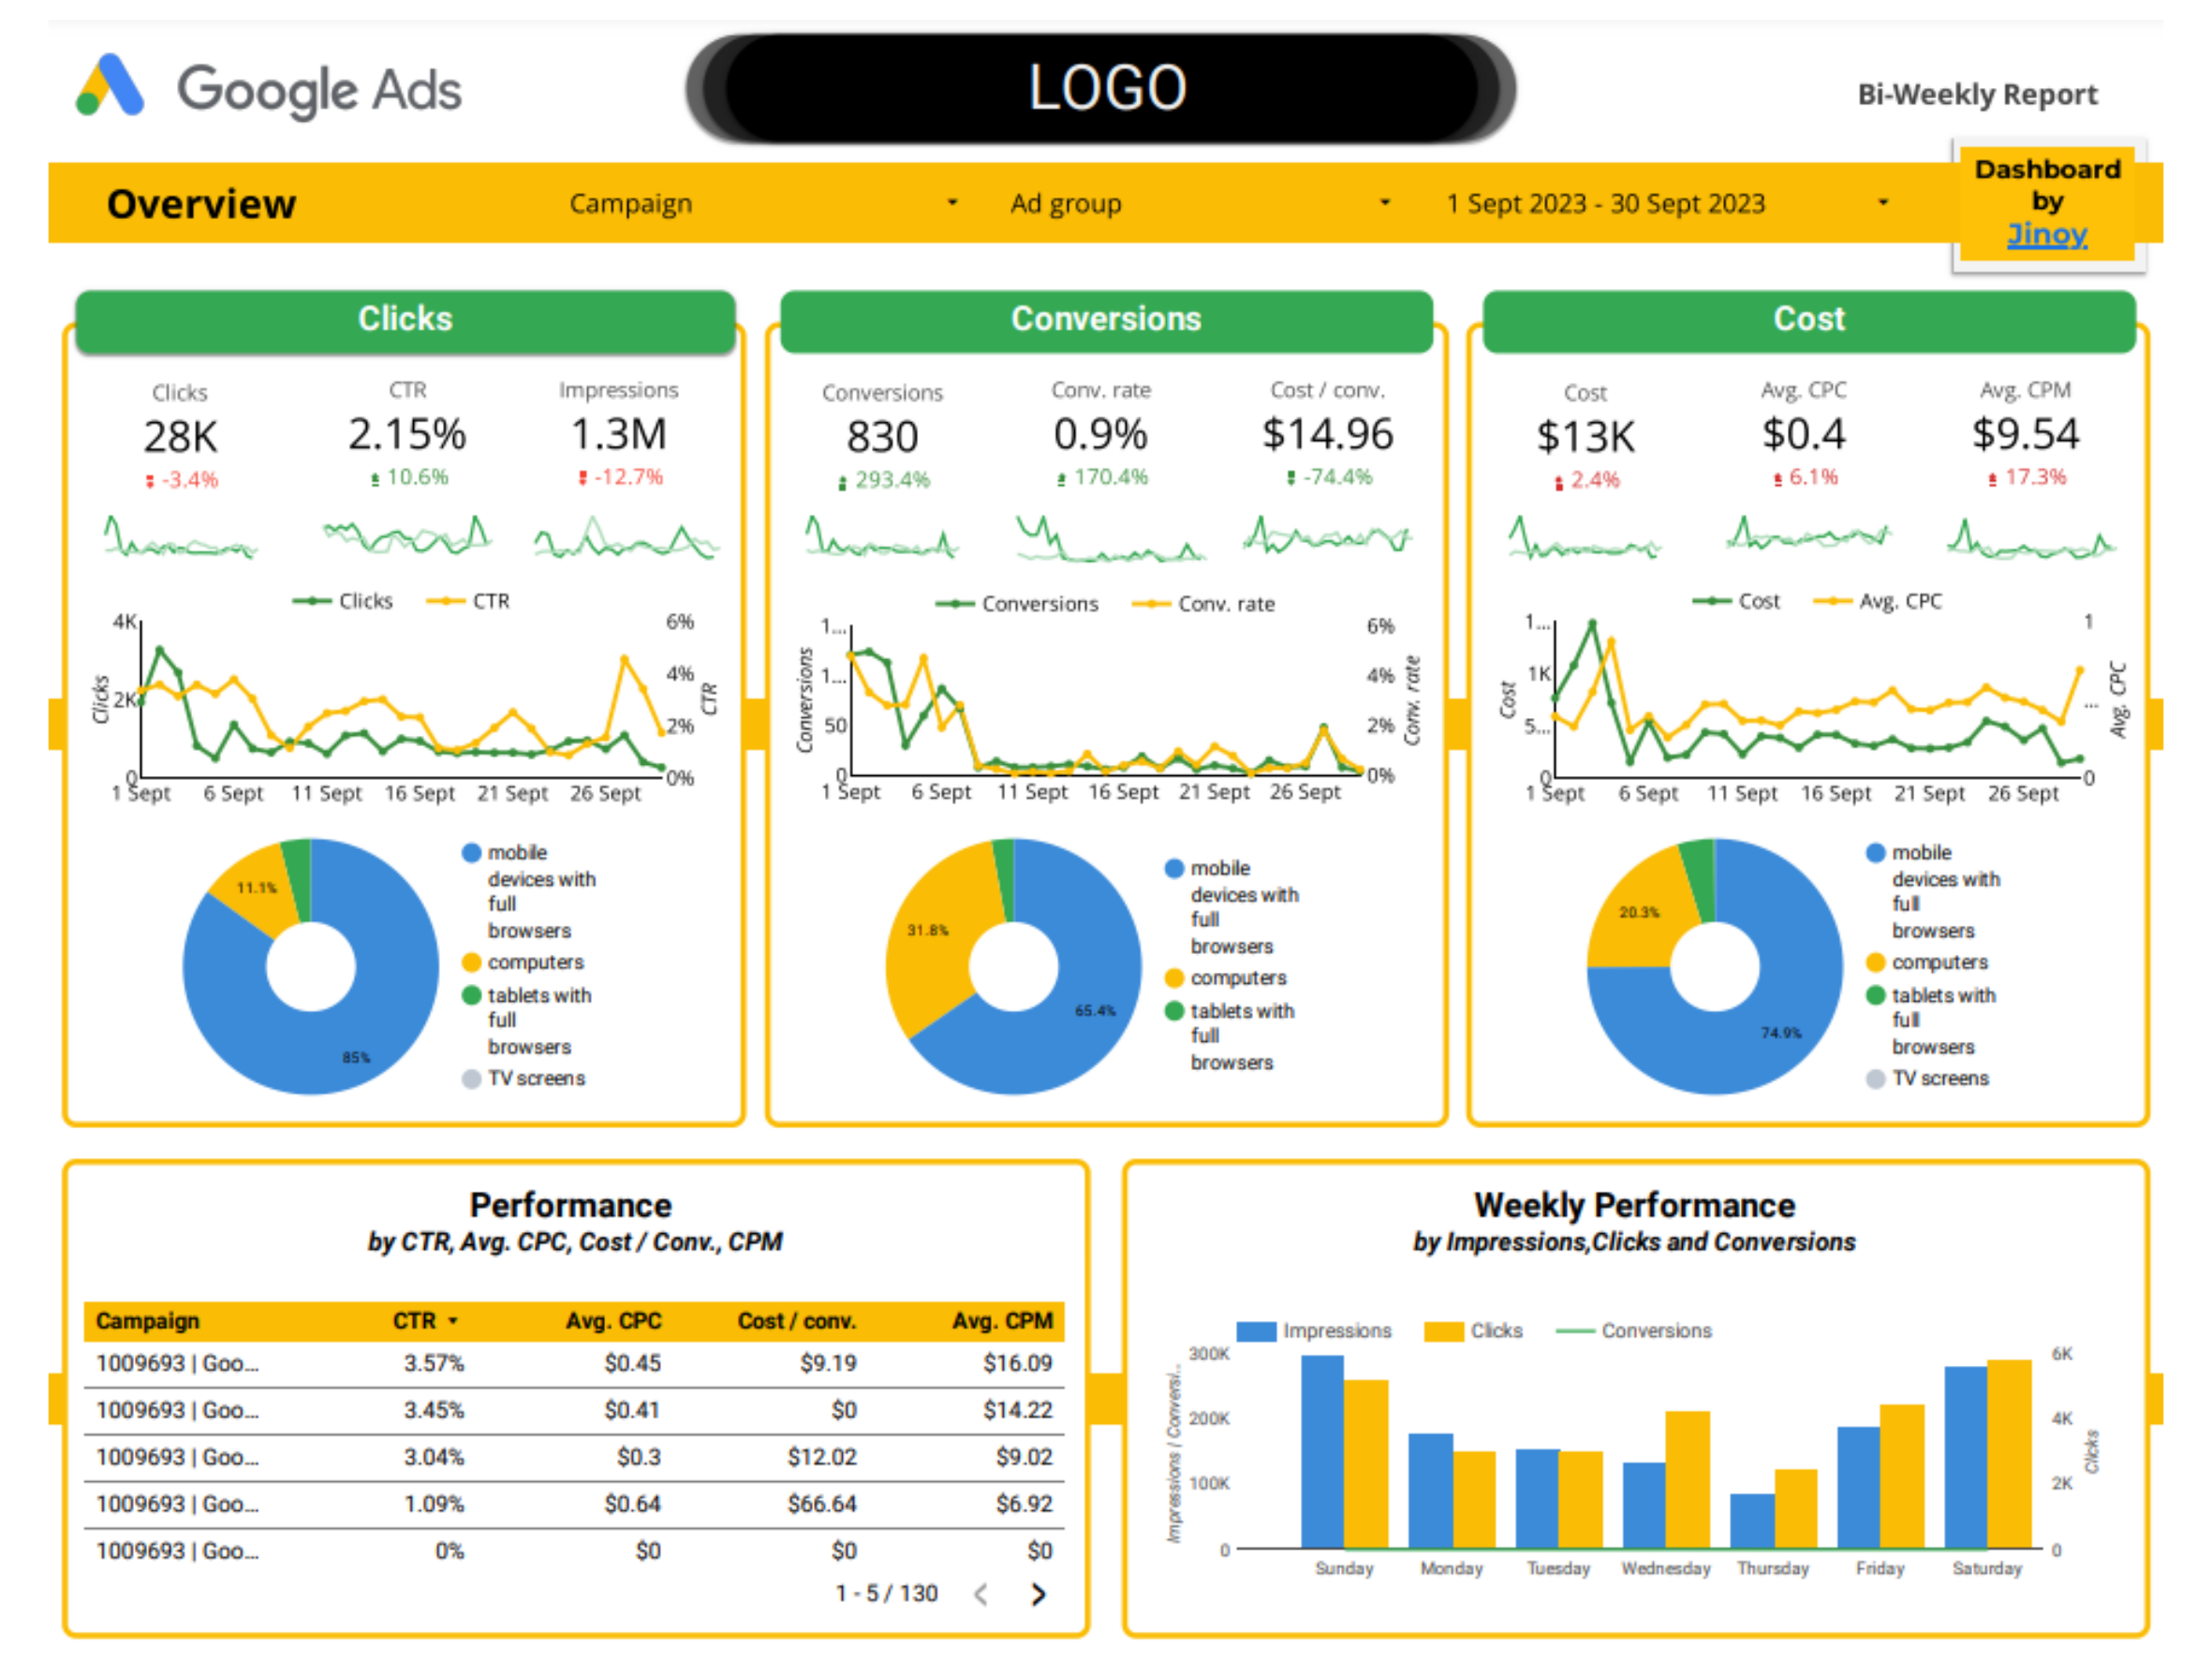 Google Ads
LOGO
Bi-Weekly Report
Overview
Campaign
Ad group
1 Sept 2023 - 30 Sept 2023
Dashboard
by
Jinoy
Clicks
Clicks
28K
-3.4%
CTR
2.15%
10.6%
Impressions
1.3M
-12.7%
Clicks CTR
4K
2K
0
Clicks
6%
4%
2%
0%
CTR
1 Sept 6 Sept 11 Sept 16 Sept 21 Sept 26 Sept
11.1%
85%
mobile
devices with
full
browsers
computers
tablets with
full
browsers
TV screens
Conversions
Conversions
830
293.4%
Conv. rate
0.9%
170.4%
Cost / conv.
$14.96
-74.4%
Conversions Conv. rate
1...
1...
50
0
Conversions
6%
4%
2%
0%
Conv. rate
1 Sept 6 Sept 11 Sept 16 Sept 21 Sept 26 Sept
31.8%
65.4%
mobile
devices with
full
browsers
computers
tablets with
full
browsers
Cost
Cost
$13K
2.4%
Avg. CPC
$0.4
6.1%
Avg. CPM
$9.54
17.3%
Cost Avg. CPC
1...
1K
5...
0
Cost
1
...
0
Avg. CPC
1 Sept 6 Sept 11 Sept 16 Sept 21 Sept 26 Sept
20.3%
74.9%
mobile
devices with
full
browsers
computers
tablets with
full
browsers
TV screens
Performance
by CTR, Avg. CPC, Cost / Conv., CPM
Campaign CTR Avg. CPC Cost / conv. Avg. CPM
1009693 | Goo... 3.57% $0.45 $9.19 $16.09
1009693 | Goo... 3.45% $0.41 $0 $14.22
1009693 | Goo... 3.04% $0.3 $12.02 $9.02
1009693 | Goo... 1.09% $0.64 $66.64 $6.92
1009693 | Goo... 0% $0 $0 $0
1 - 5 / 130 < >
Weekly Performance
by Impressions,Clicks and Conversions
Impressions Clicks Conversions
300K
200K
100K
0
Impressions / Conversi..
6K
4K
2K
0
Clicks
Sunday Monday Tuesday Wednesday Thursday Friday Saturday